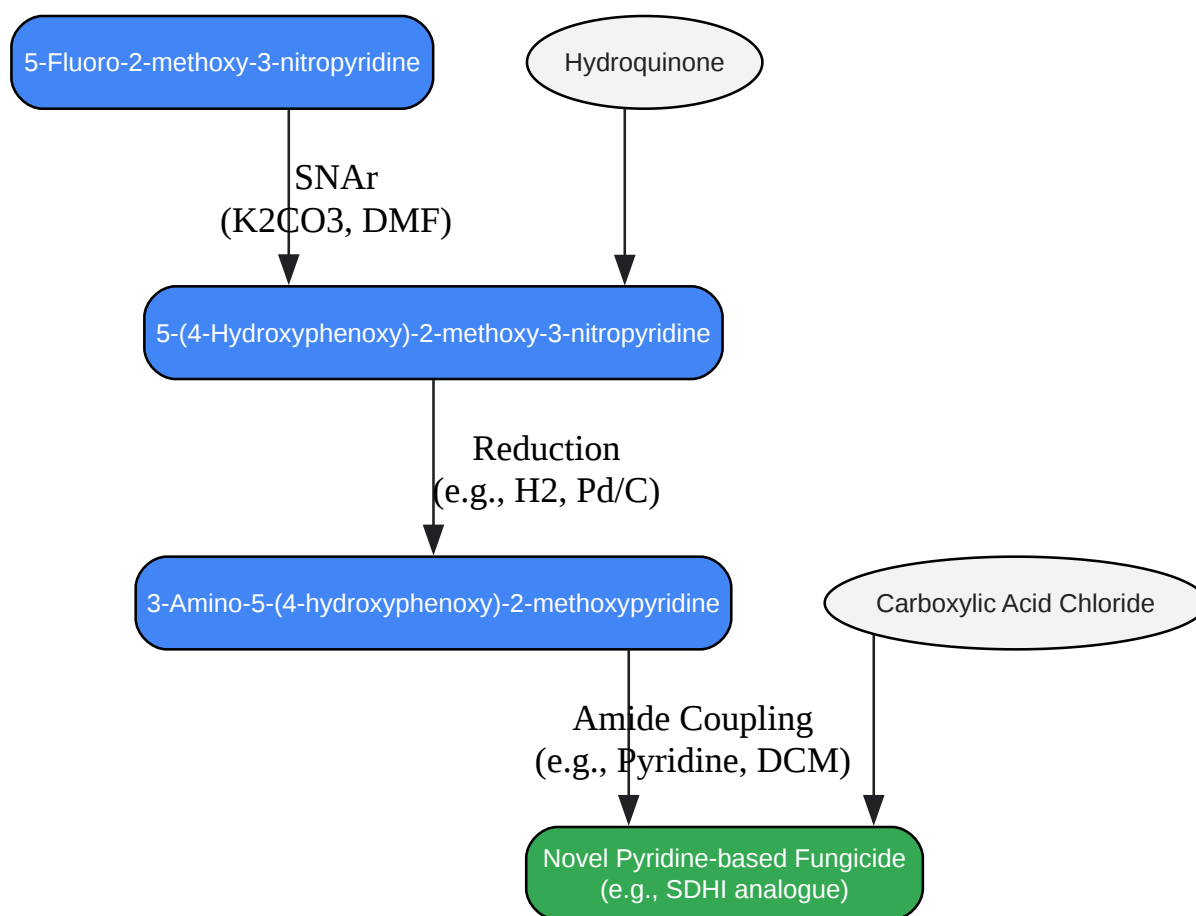 5-Fluoro-2-methoxy-3-nitropyridine
Hydroquinone
SNAr
(K2CO3, DMF)
5-(4-Hydroxyphenoxy)-2-methoxy-3-nitropyridine
Reduction
(e.g., H2, Pd/C)
3-Amino-5-(4-hydroxyphenoxy)-2-methoxypyridine
Carboxylic Acid Chloride
Amide Coupling
(e.g., Pyridine, DCM)
Novel Pyridine-based Fungicide
(e.g., SDHI analogue)